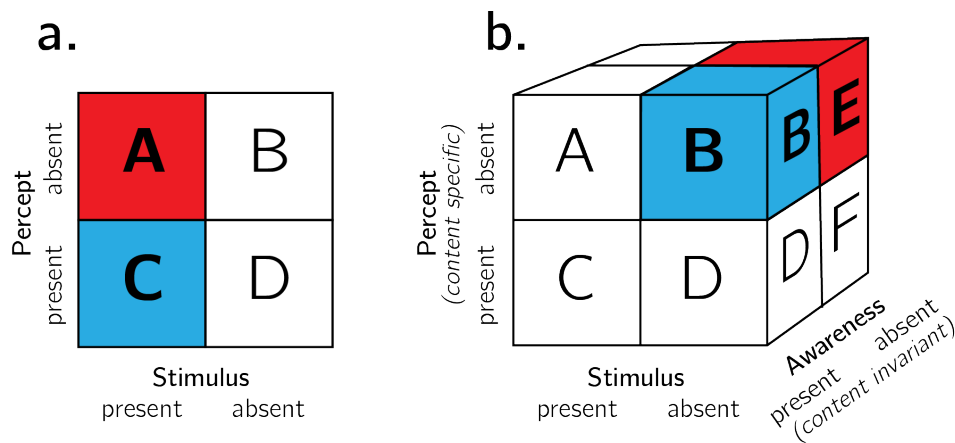 a.
A B
C D
Percept
absent
present
Stimulus
present absent
b.
A B B E
C D D F
Percept
(content specific)
absent
present
Stimulus
present absent
Awareness
present absent
(content invariant)